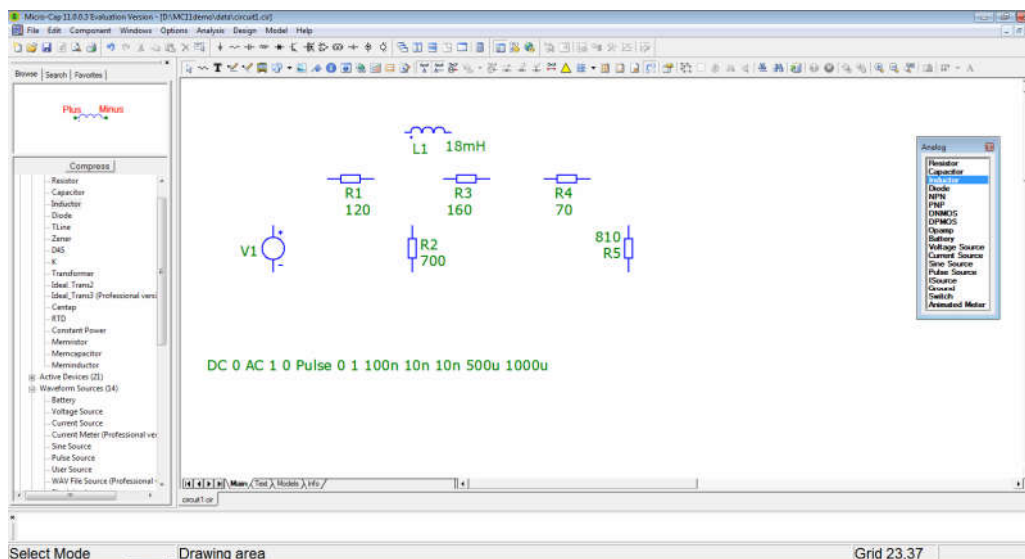 Micro-Cap 11.0.0.3 Evaluation Version - [D:\MC11demo\data\circuit1.cir]
File Edit Component Windows Options Analysis Design Model Help
Browse Search Favorites
Plus Minus
Compress
Resistor
Capacitor
Inductor
Diode
TLine
Zener
D45
K
Transformer
Ideal_Trans2
Ideal_Trans3 (Professional versi
Centap
RTD
Constant Power
Memristor
Memcapacitor
Meminductor
Active Devices (21)
Waveform Sources (14)
Battery
Voltage Source
Current Source
Current Meter (Professional ver
Sine Source
Pulse Source
User Source
WAV File Source (Professional
L1 18mH
R1
120
R3
160
R4
70
V1
R2
700
810
R5
DC 0 AC 1 0 Pulse 0 1 100n 10n 10n 500u 1000u
Analog
Resistor
Capacitor
Inductor
Diode
NPN
PNP
DNMOS
DPMOS
Opamp
Battery
Voltage Source
Current Source
Sine Source
Pulse Source
ISource
Ground
Switch
Animated Meter
Main Text Models Info
circuit1.cir
Select Mode Drawing area Grid 23.37